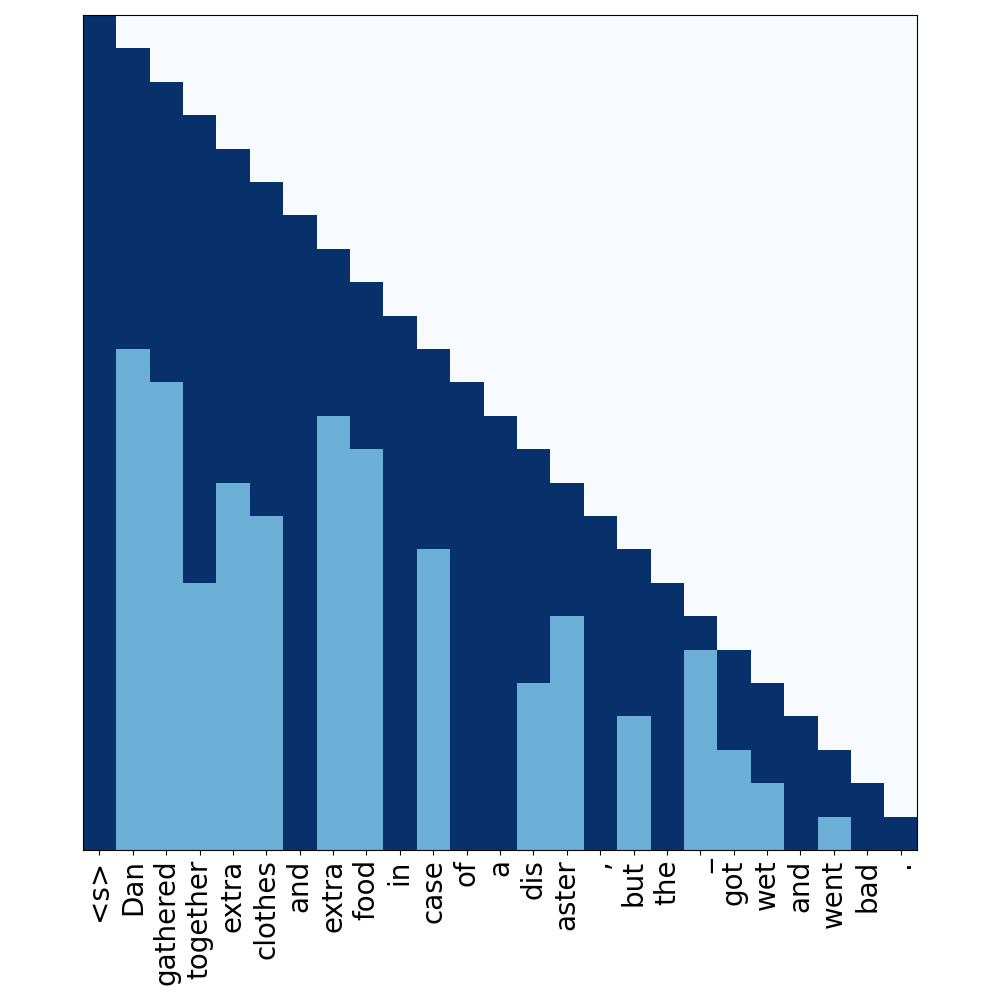 <s> Dan gathered together extra clothes and extra food in case of a dis aster , but the _ got wet and went bad .